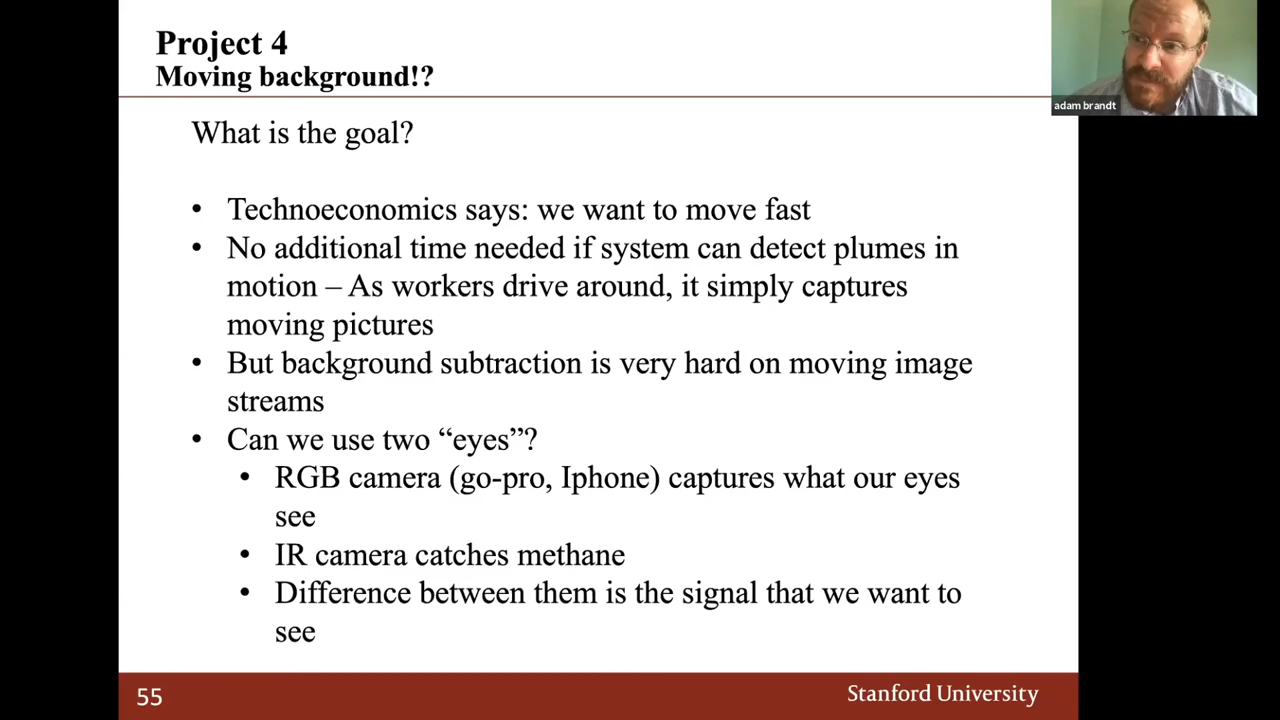 Project 4
Moving background!?
adam brandt
What is the goal?
• Technoeconomics says: we want to move fast
• No additional time needed if system can detect plumes in
motion – As workers drive around, it simply captures
moving pictures
• But background subtraction is very hard on moving image
streams
• Can we use two “eyes”?
• RGB camera (go-pro, Iphone) captures what our eyes
see
• IR camera catches methane
• Difference between them is the signal that we want to
see
55
Stanford University